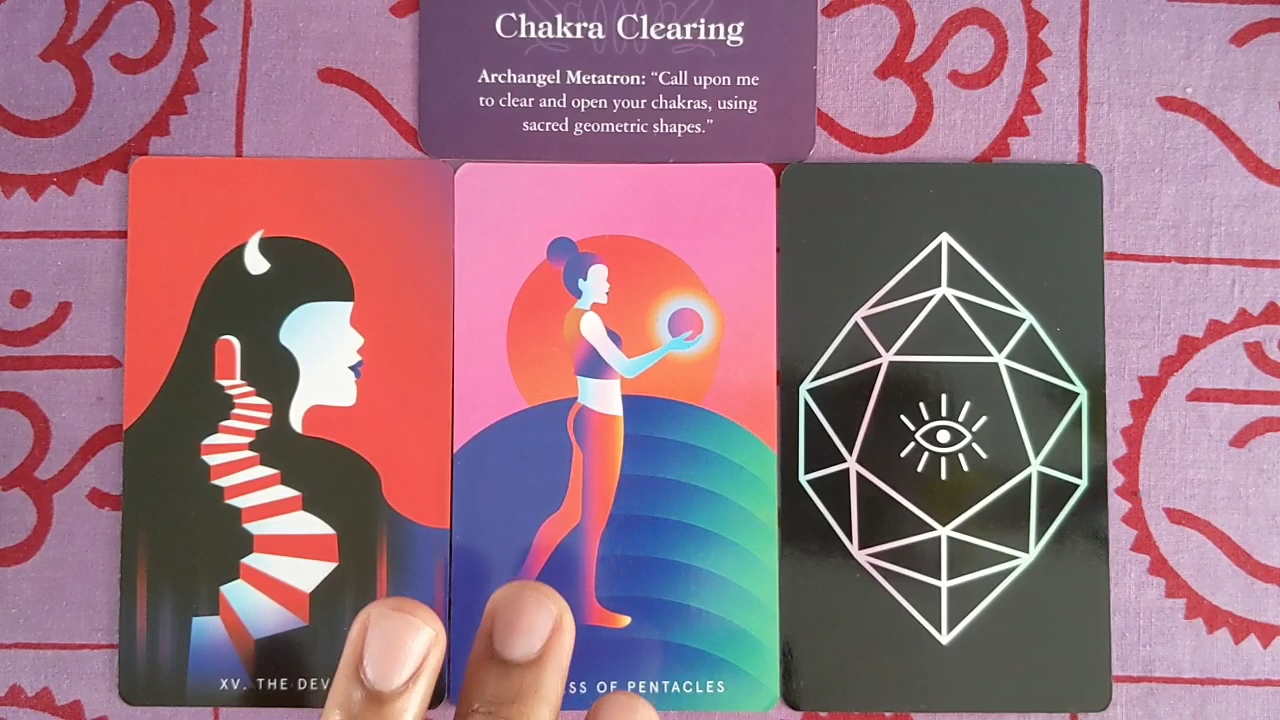 Chakra Clearing
Archangel Metatron: “Call upon me
to clear and open your chakras, using
sacred geometric shapes.”
XV. THE DEV
SS OF PENTACLES